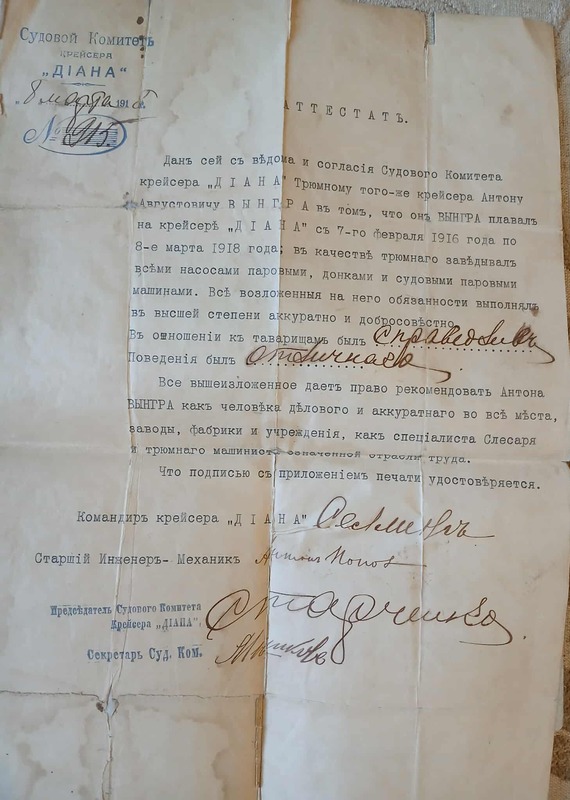 Судовой Комитетъ
КРЕЙСЕРА
„ДІАНА“
„8 марта 1918 г.
№ 915
АТТЕСТАТЪ.
Данъ сей съ вѣдома и согласія Судового Комитета
крейсера „ДІАНА“ Трюмному того-же крейсера Антону
Августовичу ВЫНГРА въ томъ, что онъ ВЫНГРА плавалъ
на крейсерѣ „ДІАНА“ съ 7-го февраля 1916 года по
8-е марта 1918 года; въ качествѣ трюмнаго завѣдывалъ
всѣми насосами паровыми, донками и судовыми паровыми
машинами. Всѣ возложенныя на него обязанности выполнялъ
въ высшей степени аккуратно и добросовѣстно.
Въ отношеніи къ таварищамъ былъ справедливъ
Поведенія былъ отличнаго
Все вышеизложенное даетъ право рекомендовать Антона
ВЫНГРА какъ человѣка дѣлового и аккуратнаго во всѣ мѣста,
заводы, фабрики и учрежденія, какъ спеціалиста Слесаря
и трюмнаго машиниста означенной отрасли труда.
Что подписью съ приложеніемъ печати удостовѣряется.
Командиръ крейсера „ДІАНА“
Старшій Инженеръ- Механикъ Попов
Предсѣдатель Судового Комитета
Крейсера „ДІАНА“, Старченко
Секретарь Суд. Ком.